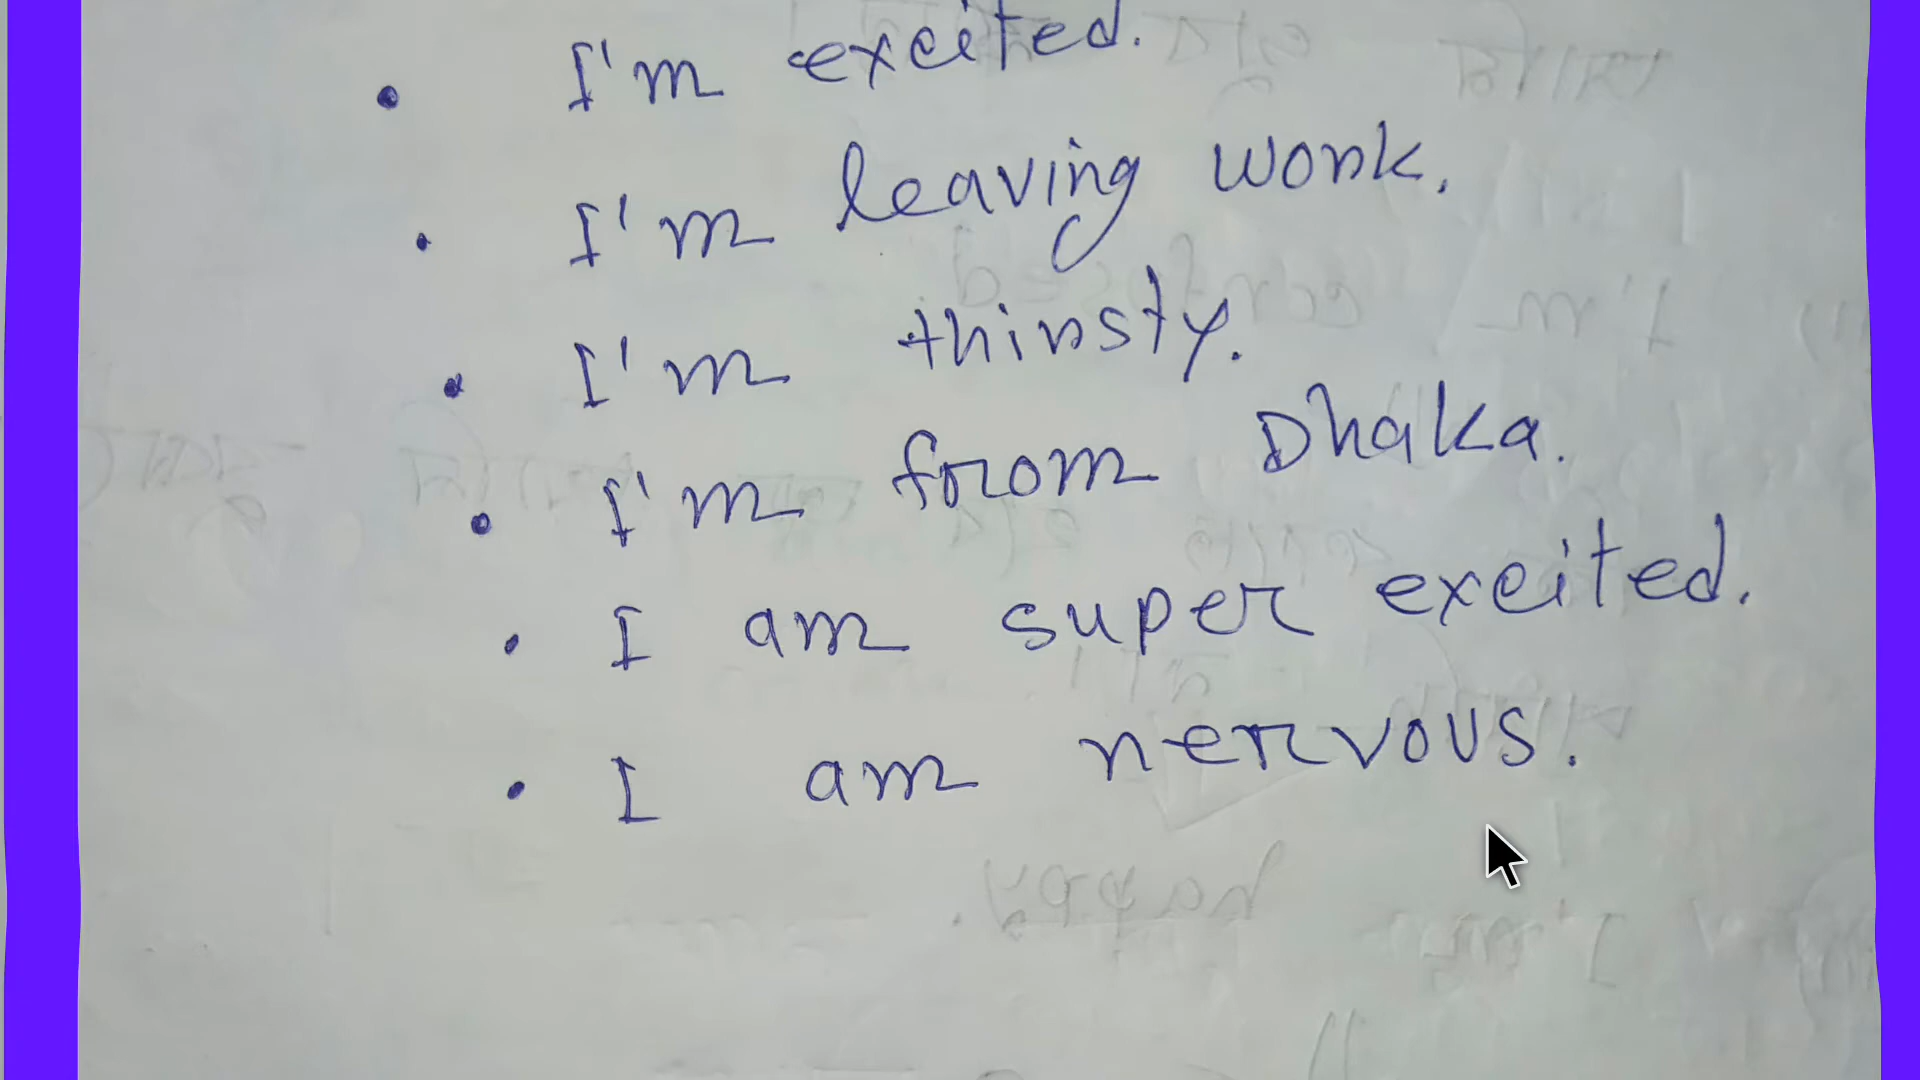 • I'm excited.
• I'm leaving work.
• I'm thirsty.
• I'm from Dhaka.
• I am super excited.
• I am nervous.